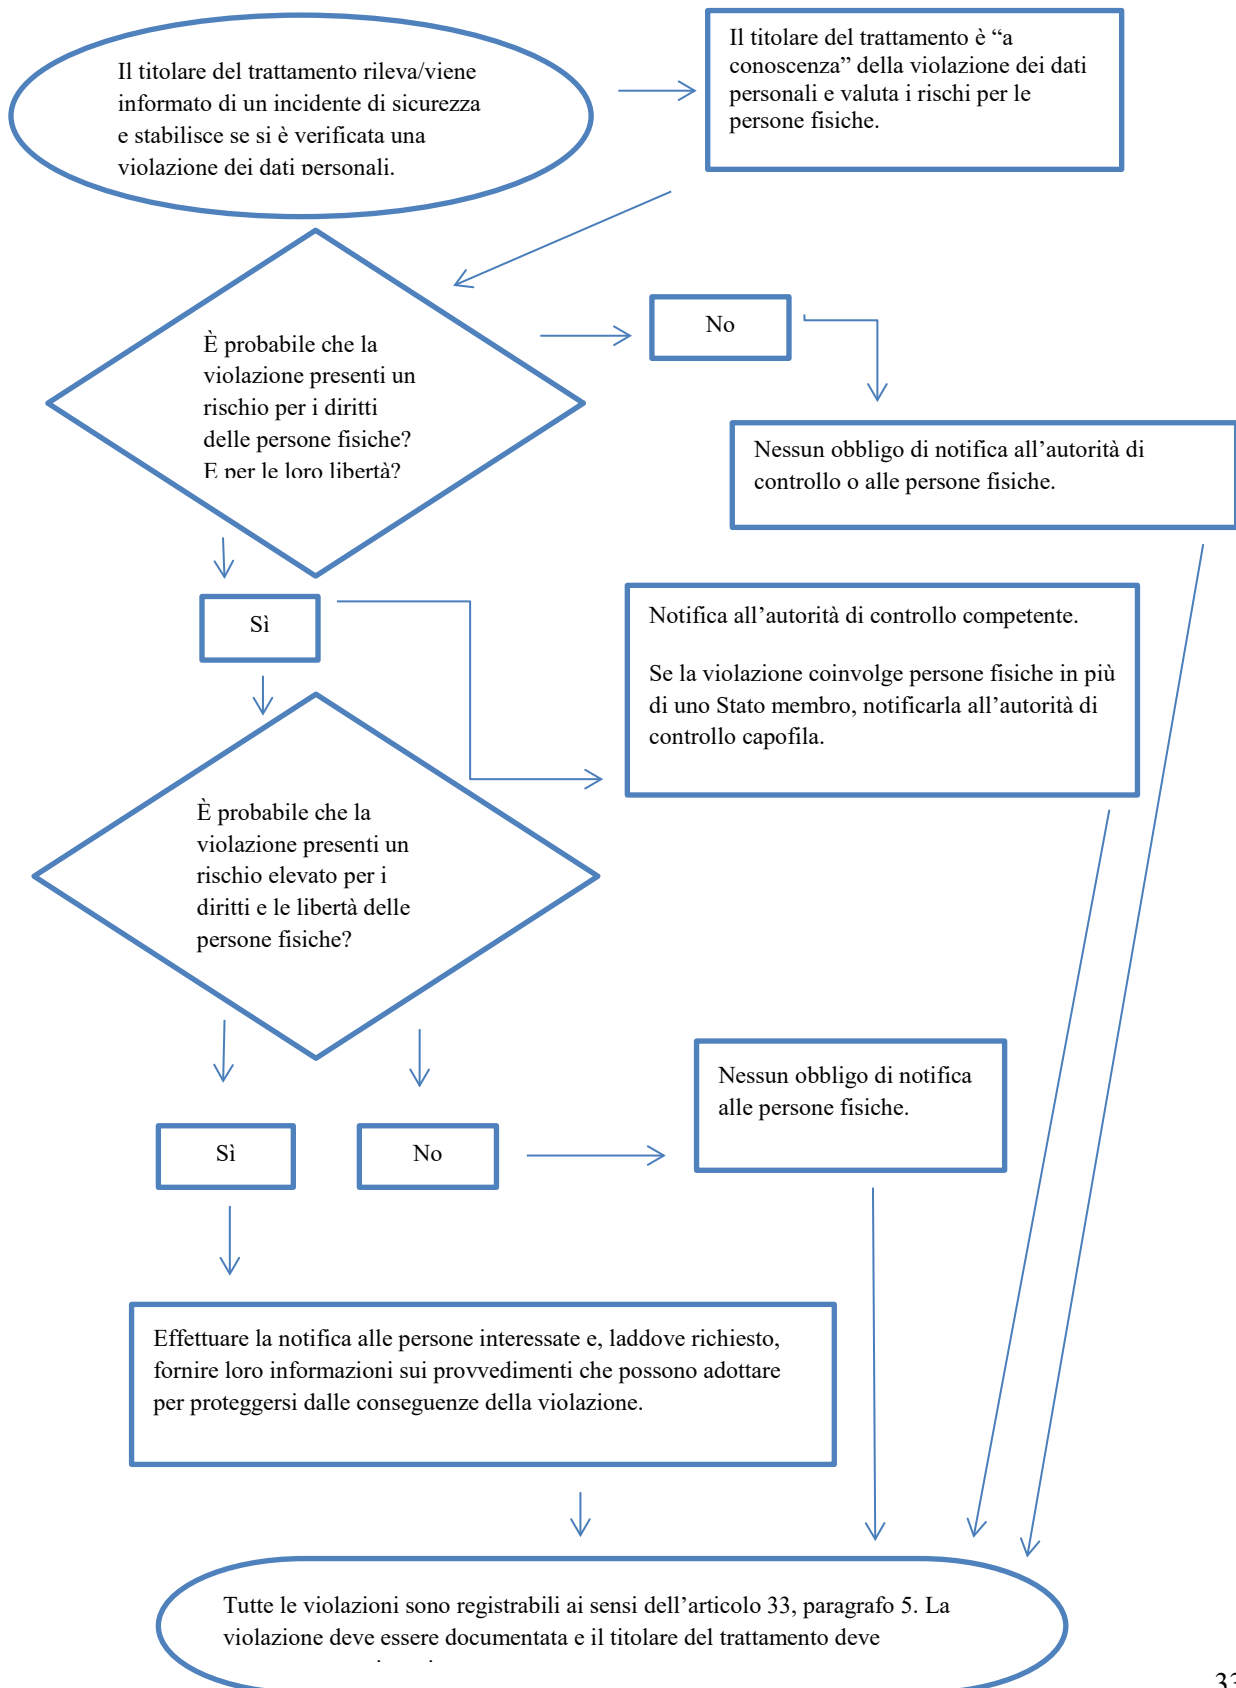 Il titolare del trattamento rileva/viene
informato di un incidente di sicurezza
e stabilisce se si è verificata una
violazione dei dati personali.
Il titolare del trattamento è “a
conoscenza” della violazione dei dati
personali e valuta i rischi per le
persone fisiche.
È probabile che la
violazione presenti un
rischio per i diritti
delle persone fisiche?
E per le loro libertà?
No
Nessun obbligo di notifica all’autorità di
controllo o alle persone fisiche.
Sì
Notifica all’autorità di controllo competente.
Se la violazione coinvolge persone fisiche in più
di uno Stato membro, notificarla all’autorità di
controllo capofila.
È probabile che la
violazione presenti un
rischio elevato per i
diritti e le libertà delle
persone fisiche?
Sì
No
Nessun obbligo di notifica
alle persone fisiche.
Effettuare la notifica alle persone interessate e, laddove richiesto,
fornire loro informazioni sui provvedimenti che possono adottare
per proteggersi dalle conseguenze della violazione.
Tutte le violazioni sono registrabili ai sensi dell’articolo 33, paragrafo 5. La
violazione deve essere documentata e il titolare del trattamento deve
33